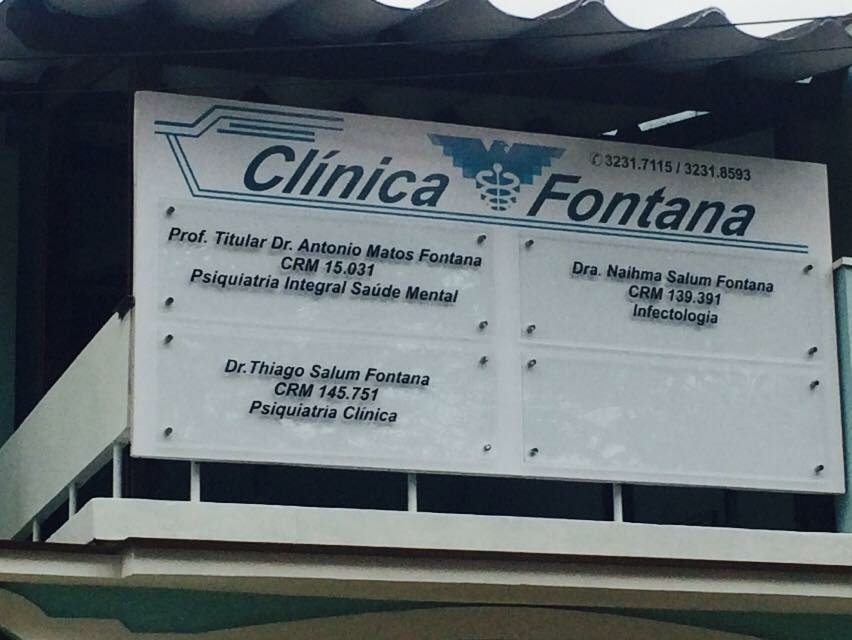 Clínica Fontana
✆ 3231.7115 / 3231.8593
Prof. Titular Dr. Antonio Matos Fontana
CRM 15.031
Psiquiatria Integral Saúde Mental
Dra. Naihma Salum Fontana
CRM 139.391
Infectologia
Dr.Thiago Salum Fontana
CRM 145.751
Psiquiatria Clínica